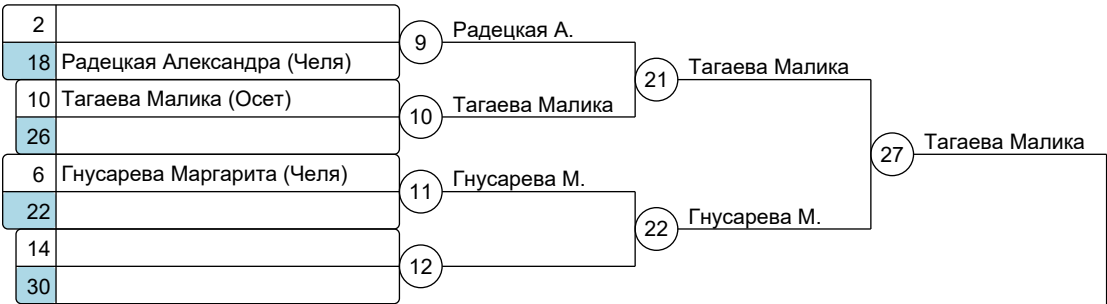 2
18 Радецкая Александра (Челя)
10 Тагаева Малика (Осет)
26
6 Гнусарева Маргарита (Челя)
22
14
30
9 Радецкая А.
10 Тагаева Малика
11 Гнусарева М.
12
21 Тагаева Малика
22 Гнусарева М.
27 Тагаева Малика